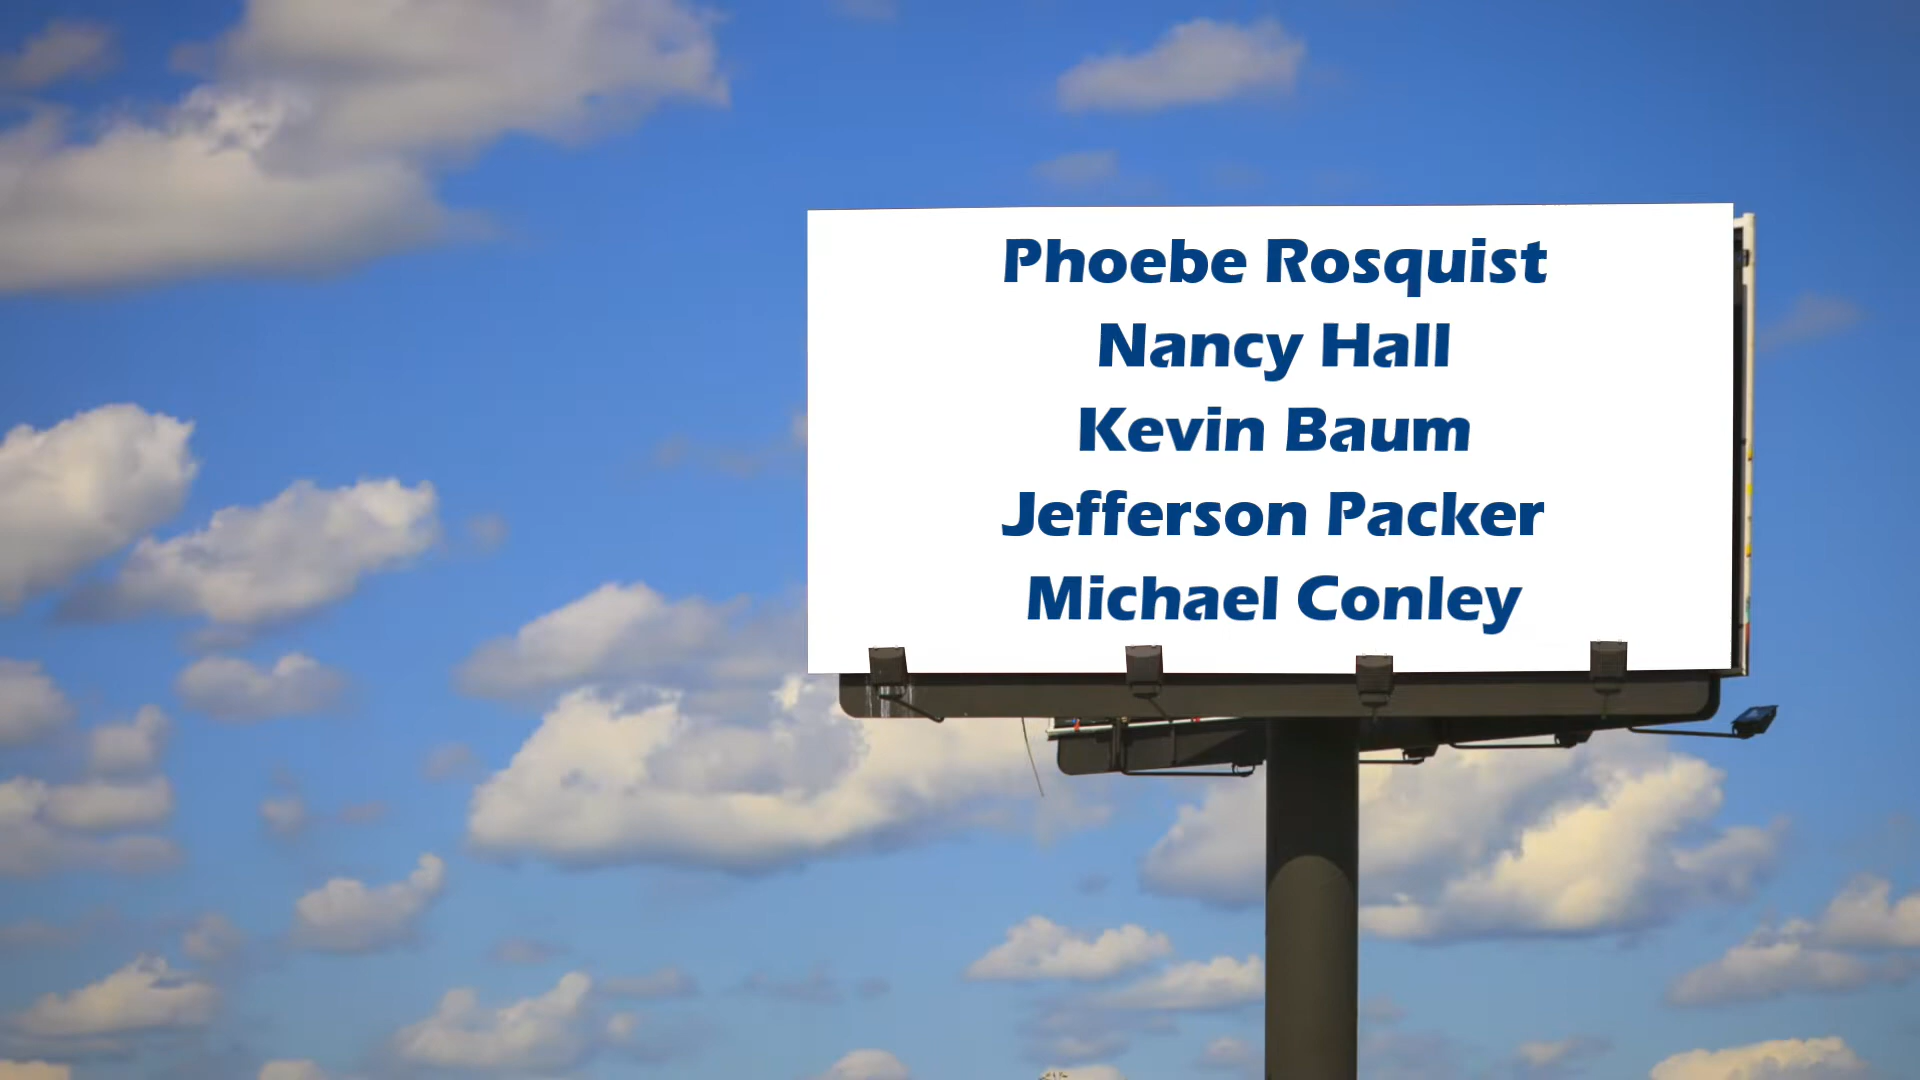 Phoebe Rosquist
Nancy Hall
Kevin Baum
Jefferson Packer
Michael Conley